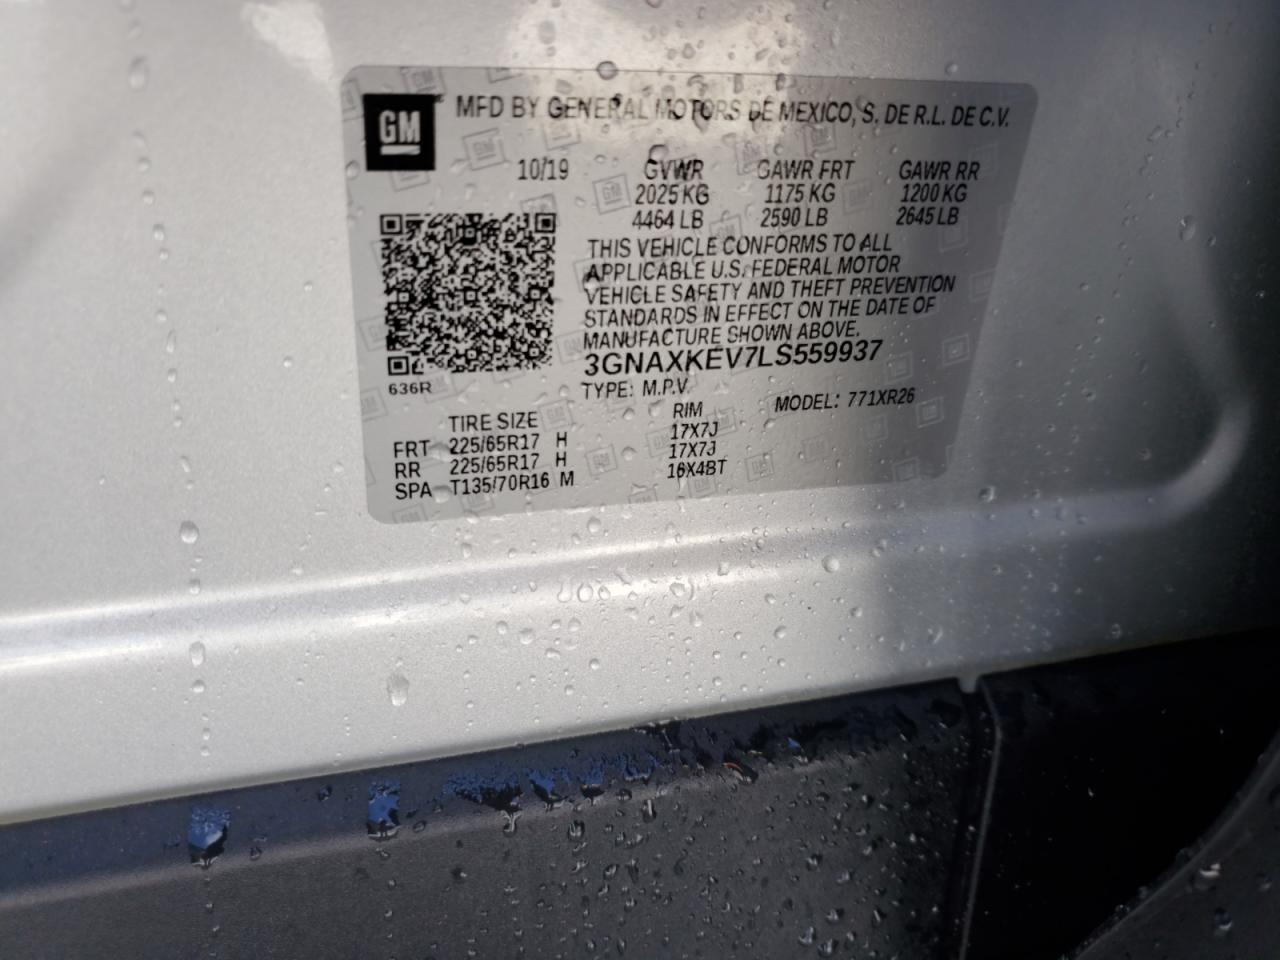 GM MFD BY GENERAL MOTORS DE MEXICO, S. DE R.L. DE C.V.
10/19 GVWR GAWR FRT GAWR RR
2025 KG 1175 KG 1200 KG
4464 LB 2590 LB 2645 LB
THIS VEHICLE CONFORMS TO ALL
APPLICABLE U.S. FEDERAL MOTOR
VEHICLE SAFETY AND THEFT PREVENTION
STANDARDS IN EFFECT ON THE DATE OF
MANUFACTURE SHOWN ABOVE.
3GNAXKEV7LS559937
636R
TYPE: M.P.V. MODEL: 771XR26
TIRE SIZE RIM
FRT 225/65R17 H 17X7J
RR 225/65R17 H 17X7J
SPA T135/70R16 M 16X4BT